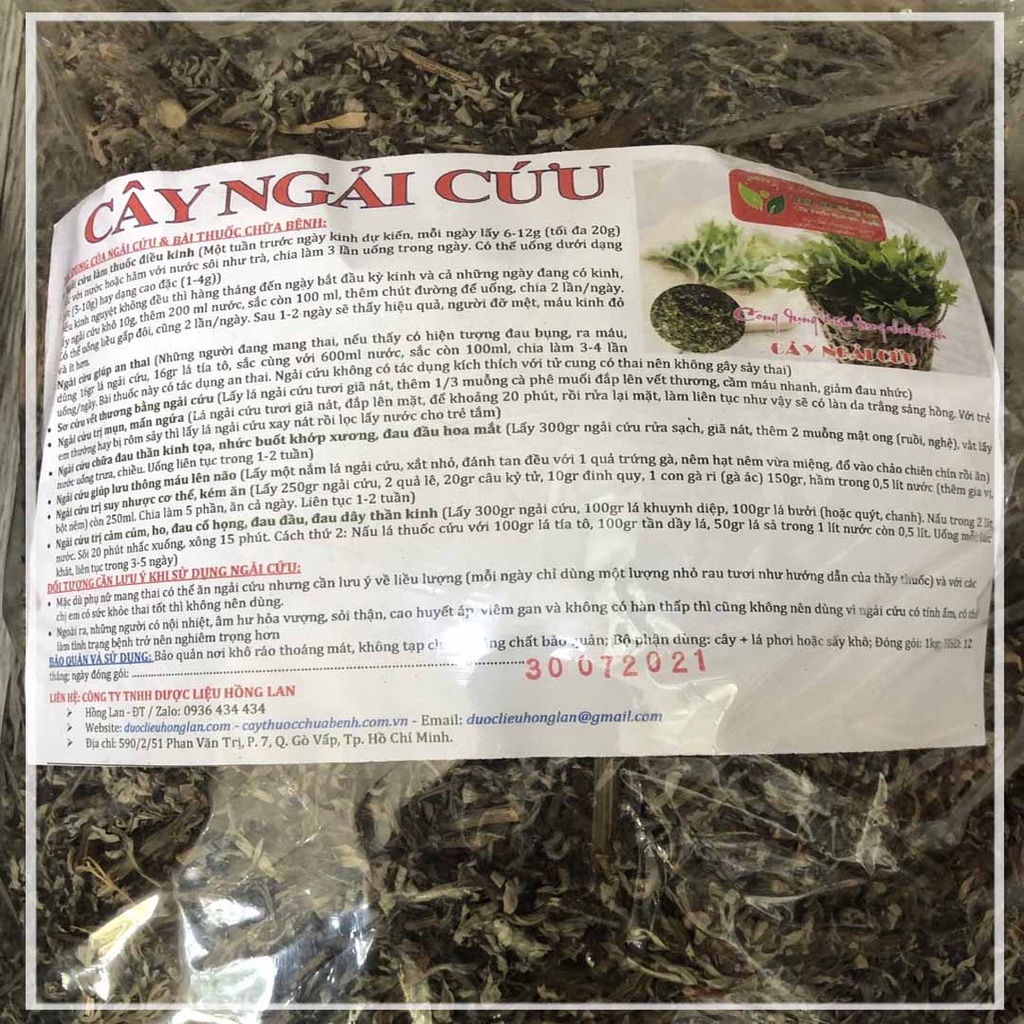 CÂY NGẢI CỨU
DỤNG CỦA NGẢI CỨU & BÀI THUỐC CHỮA BỆNH:
Ngải cứu làm thuốc điều kinh (Một tuần trước ngày kinh dự kiến, mỗi ngày lấy 6-12g (tối đa 20g)
với nước hoặc hãm với nước sôi như trà, chia làm 3 lần uống trong ngày. Có thể uống dưới dạng
(5-10g) hay dạng cao đặc (1-4g))
kinh nguyệt không đều thì hàng tháng đến ngày bắt đầu kỳ kinh và cả những ngày đang có kinh,
ngải cứu khô 10g, thêm 200 ml nước, sắc còn 100 ml, thêm chút đường để uống, chia 2 lần/ngày.
Có thể uống liều gấp đôi, cũng 2 lần/ngày. Sau 1-2 ngày sẽ thấy hiệu quả, người đỡ mệt, máu kinh đỏ
và ít hơn.
Ngải cứu giúp an thai (Những người đang mang thai, nếu thấy có hiện tượng đau bụng, ra máu,
dùng 16gr lá ngải cứu, 16gr lá tía tô, sắc cùng với 600ml nước, sắc còn 100ml, chia làm 3-4 lần
uống/ngày. Bài thuốc này có tác dụng an thai. Ngải cứu không có tác dụng kích thích với tử cung có thai nên không gây sảy thai)
• Sơ cứu vết thương bằng ngải cứu (Lấy lá ngải cứu tươi giã nát, thêm 1/3 muỗng cà phê muối đắp lên vết thương, cầm máu nhanh, giảm đau nhức)
• Ngải cứu trị mụn, mẩn ngứa (Lá ngải cứu tươi giã nát, đắp lên mặt, để khoảng 20 phút, rồi rửa lại mặt, làm liên tục như vậy sẽ có làn da trắng sáng hồng. Với trẻ
em thường hay bị rôm sảy thì lấy lá ngải cứu xay nát rồi lọc lấy nước cho trẻ tắm)
• Ngải cứu chữa đau thần kinh tọa, nhức buốt khớp xương, đau đầu hoa mắt (Lấy 300gr ngải cứu rửa sạch, giã nát, thêm 2 muỗng mật ong (ruồi, nghệ), vắt lấy
nước uống trưa, chiều. Uống liên tục trong 1-2 tuần)
• Ngải cứu giúp lưu thông máu lên não (Lấy một nắm lá ngải cứu, xắt nhỏ, đánh tan đều với 1 quả trứng gà, nêm hạt nêm vừa miệng, đổ vào chảo chiên chín rồi ăn)
• Ngải cứu trị suy nhược cơ thể, kém ăn (Lấy 250gr ngải cứu, 2 quả lê, 20gr câu kỷ tử, 10gr đinh quy, 1 con gà ri (gà ác) 150gr, hầm trong 0,5 lít nước (thêm gia vị,
bột nêm) còn 250ml. Chia làm 5 phần, ăn cả ngày. Liên tục 1-2 tuần)
• Ngải cứu trị cảm cúm, ho, đau cổ họng, đau đầu, đau dây thần kinh (Lấy 300gr ngải cứu, 100gr lá khuynh diệp, 100gr lá bưởi (hoặc quýt, chanh). Nấu trong 2 lít
nước. Sôi 20 phút nhấc xuống, xông 15 phút. Cách thứ 2: Nấu lá thuốc cứu với 100gr lá tía tô, 100gr tần dầy lá, 50gr lá sả trong 1 lít nước còn 0,5 lít. Uống mỗi lúc
khát, liên tục trong 3-5 ngày)
ĐỐI TƯỢNG CẦN LƯU Ý KHI SỬ DỤNG NGẢI CỨU:
• Mặc dù phụ nữ mang thai có thể ăn ngải cứu nhưng cần lưu ý về liều lượng (mỗi ngày chỉ dùng một lượng nhỏ rau tươi như hướng dẫn của thầy thuốc) và với các
chị em có sức khỏe thai tốt thì không nên dùng.
• Ngoài ra, những người có nội nhiệt, âm hư hỏa vượng, sỏi thận, cao huyết áp, viêm gan và không có hàn thấp thì cũng không nên dùng vì ngải cứu có tính ấm, có thể
làm tình trạng bệnh trở nên nghiêm trọng hơn
BẢO QUẢN VÀ SỬ DỤNG: Bảo quản nơi khô ráo thoáng mát, không tạp chất bảo quản; Bộ phận dùng: cây + lá phơi hoặc sấy khô; Đóng gói: 1kg; HSD: 12
tháng; ngày đóng gói: 30 07 2021
LIÊN HỆ: CÔNG TY TNHH DƯỢC LIỆU HỒNG LAN
Hồng Lan - ĐT / Zalo: 0936 434 434
Website: duoclieuhonglan.com - caythuocchuabenh.com.vn - Email: duoclieuhonglan@gmail.com
Địa chỉ: 590/2/51 Phan Văn Trị, P. 7, Q. Gò Vấp, Tp. Hồ Chí Minh.
CÂY NGẢI CỨU